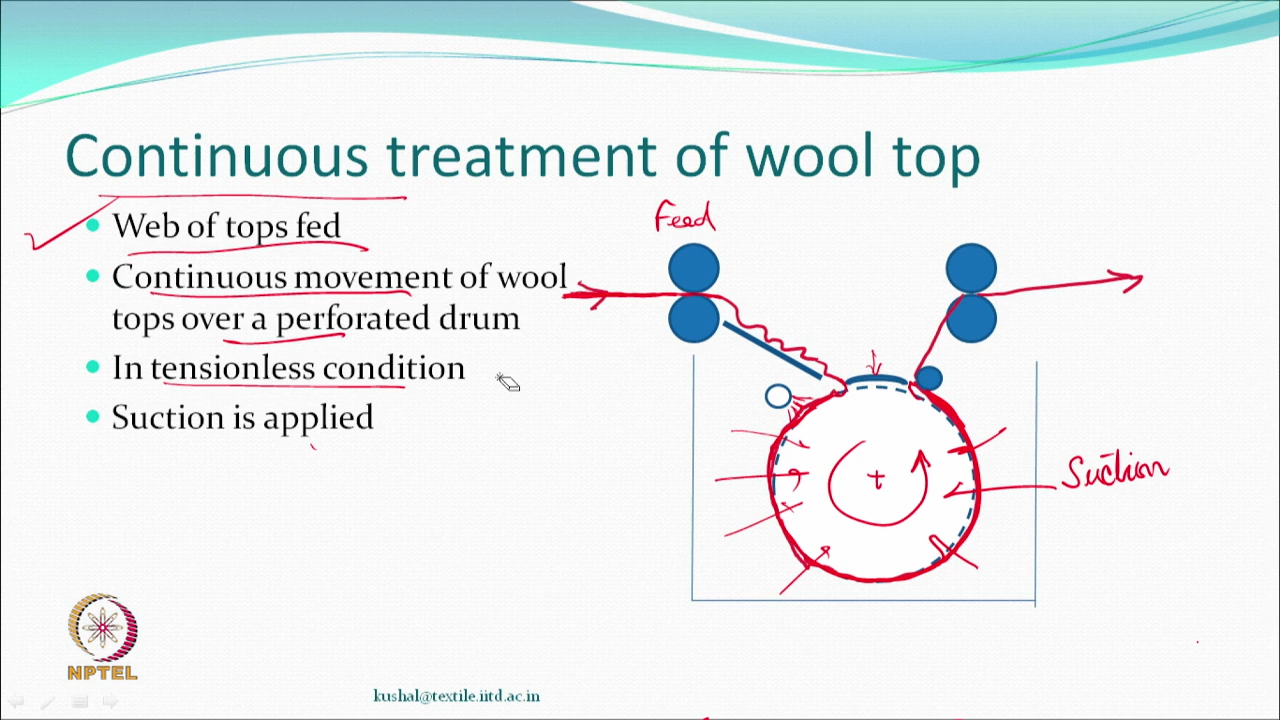 Continuous treatment of wool top
Web of tops fed
Continuous movement of wool
tops over a perforated drum
In tensionless condition
Suction is applied
Feed
t
Suction
NPTEL
kushal@textile.iitd.ac.in